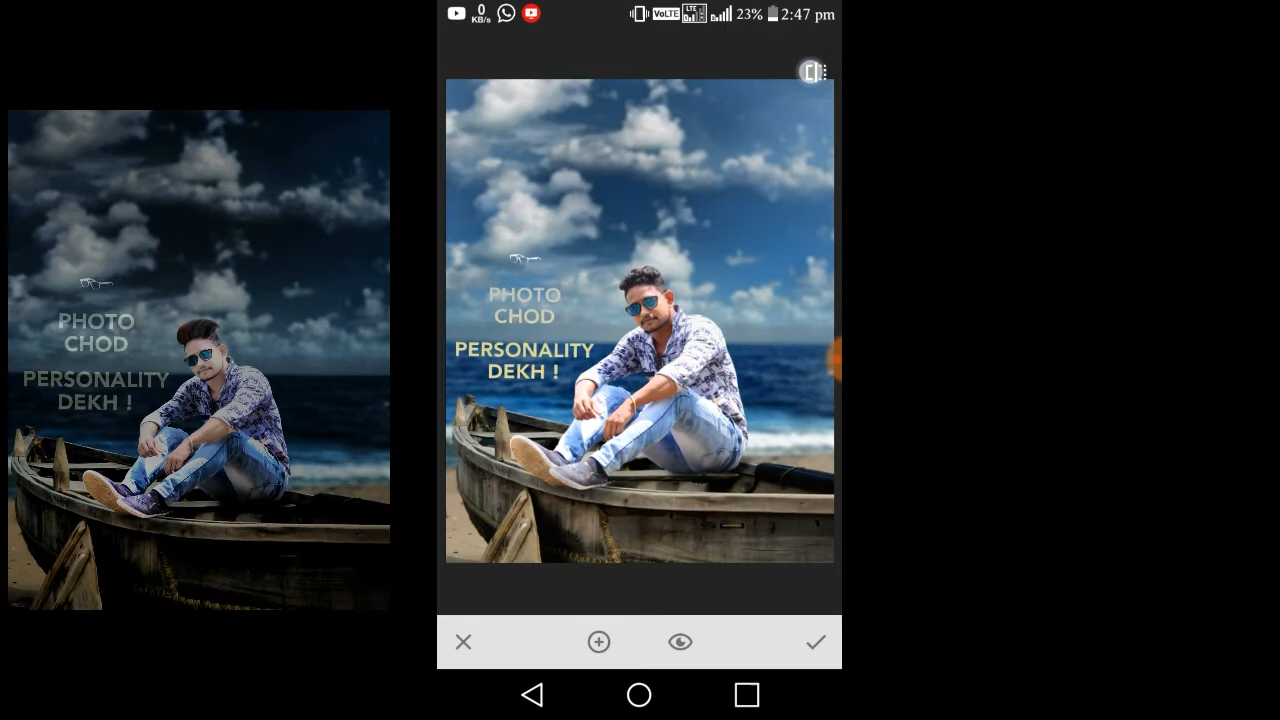 0
KB/s
VoLTE
LTE
23%
2:47 pm
PHOTO
CHOD
PERSONALITY
DEKH !
PHOTO
CHOD
PERSONALITY
DEKH !